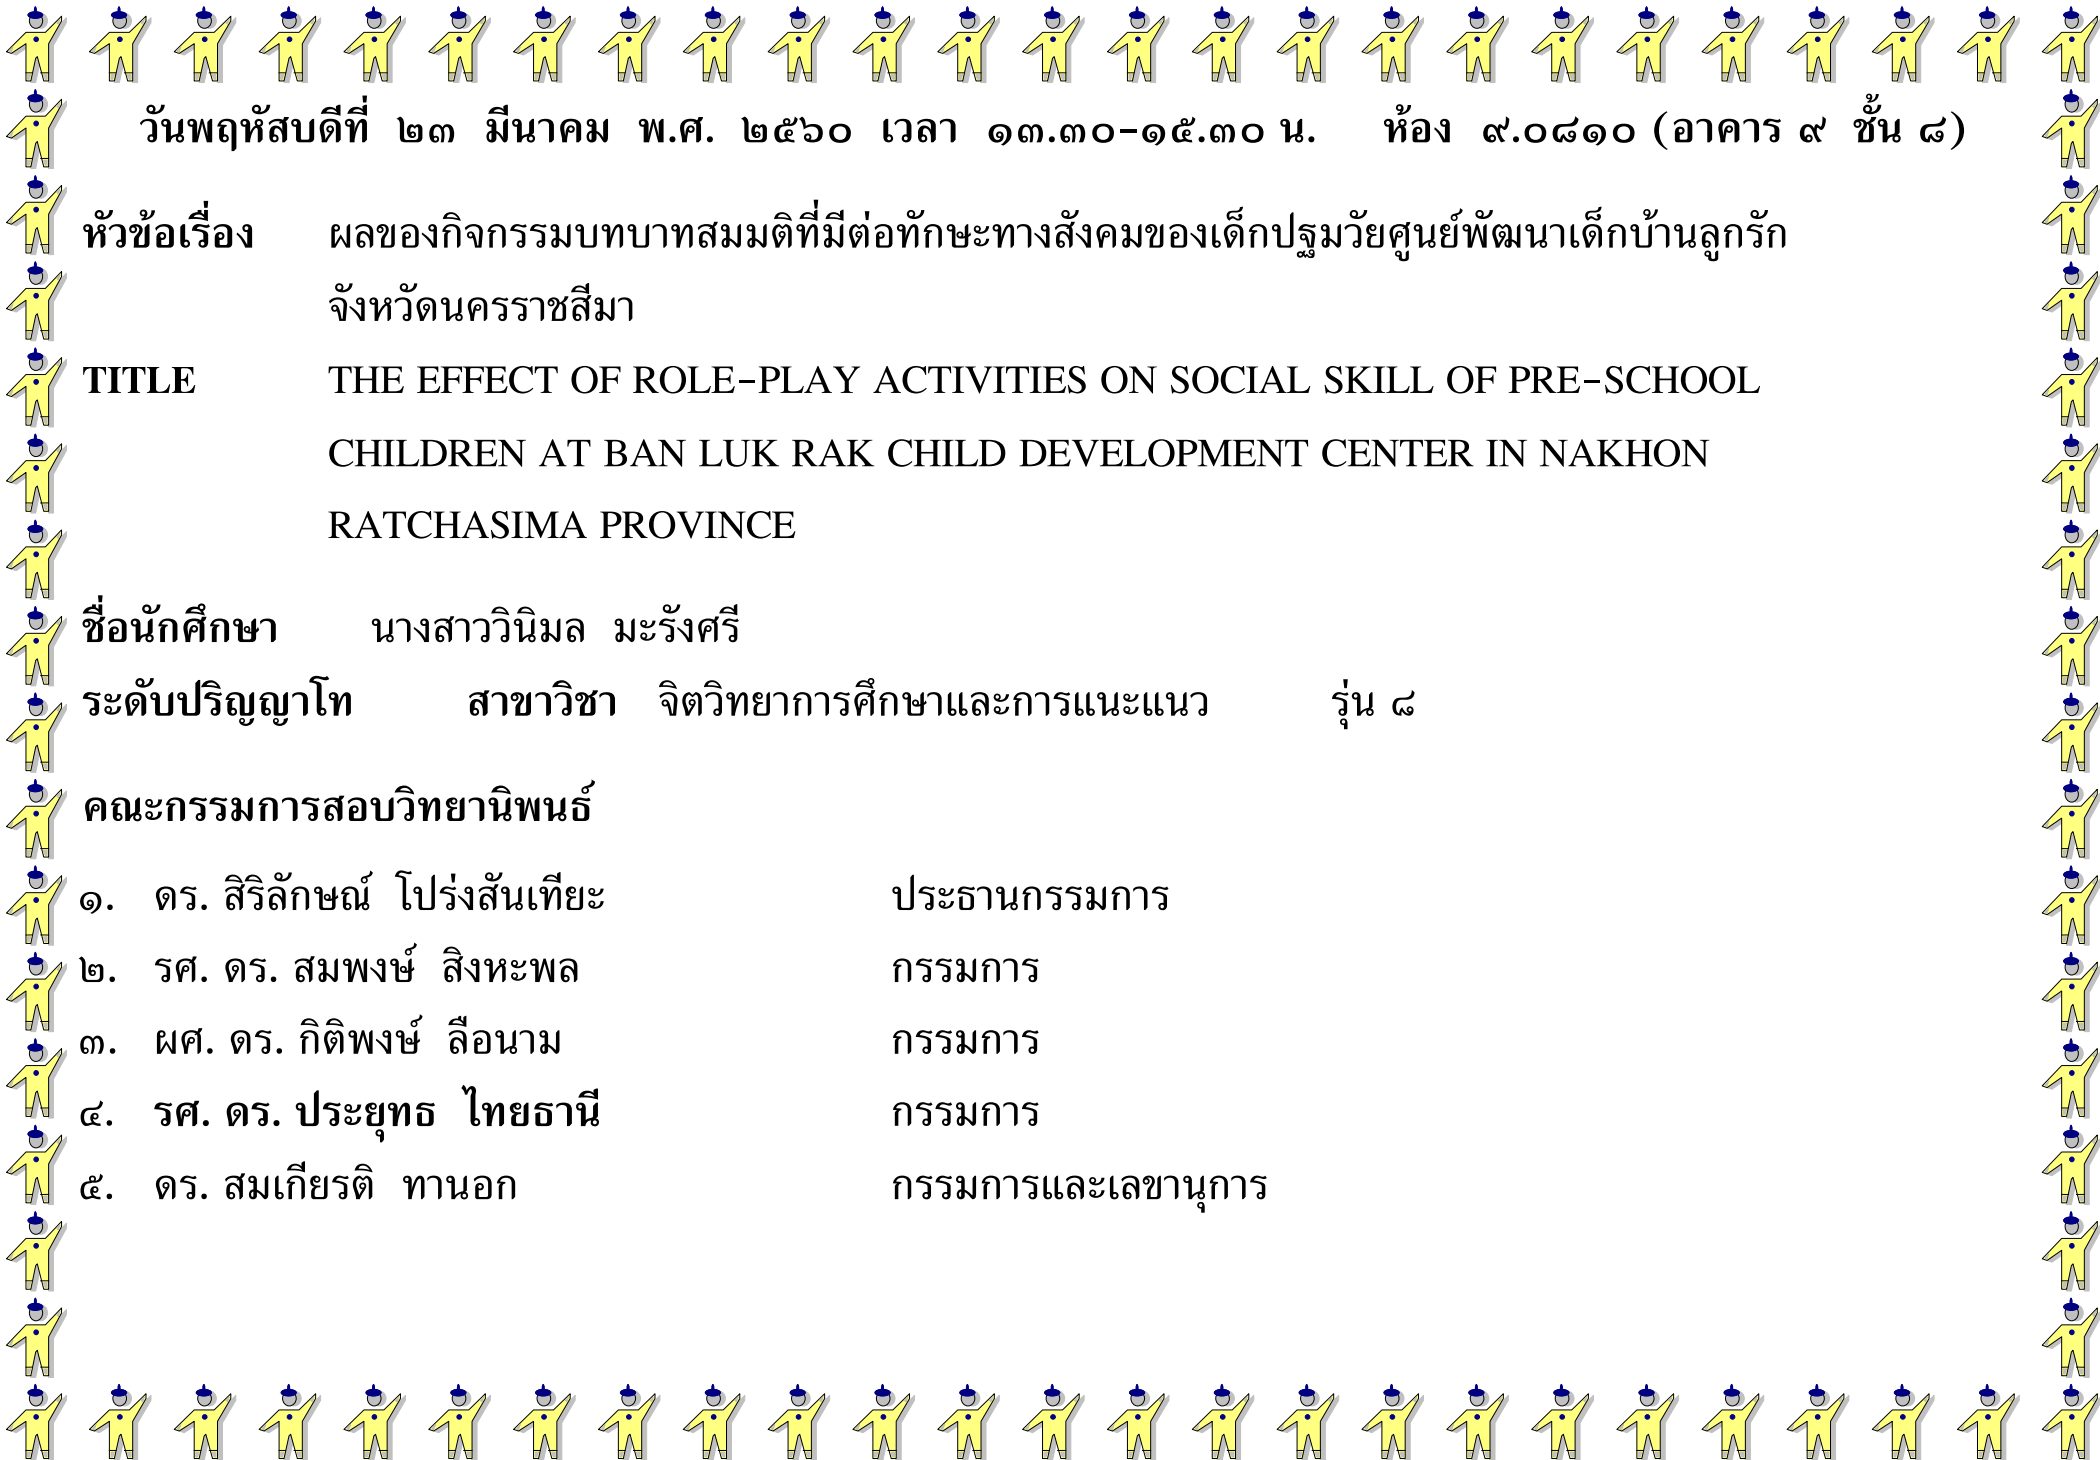 วันพฤหัสบดีที่ ๒๓ มีนาคม พ.ศ. ๒๕๖๐ เวลา ๑๓.๓๐-๑๕.๓๐ น. ห้อง ๙.๐๘๑๐ (อาคาร ๙ ชั้น ๘)
หัวข้อเรื่อง ผลของกิจกรรมบทบาทสมมติที่มีต่อทักษะทางสังคมของเด็กปฐมวัยศูนย์พัฒนาเด็กบ้านลูกรัก
จังหวัดนครราชสีมา
TITLE THE EFFECT OF ROLE-PLAY ACTIVITIES ON SOCIAL SKILL OF PRE-SCHOOL
CHILDREN AT BAN LUK RAK CHILD DEVELOPMENT CENTER IN NAKHON
RATCHASIMA PROVINCE
ชื่อนักศึกษา นางสาววินิมล มะรังศรี
ระดับปริญญาโท สาขาวิชา จิตวิทยาการศึกษาและการแนะแนว รุ่น ๘
คณะกรรมการสอบวิทยานิพนธ์
๑. ดร. สิริลักษณ์ โปร่งสันเทียะ ประธานกรรมการ
๒. รศ. ดร. สมพงษ์ สิงหะพล กรรมการ
๓. ผศ. ดร. กิติพงษ์ ลือนาม กรรมการ
๔. รศ. ดร. ประยุทธ ไทยธานี กรรมการ
๕. ดร. สมเกียรติ ทานอก กรรมการและเลขานุการ